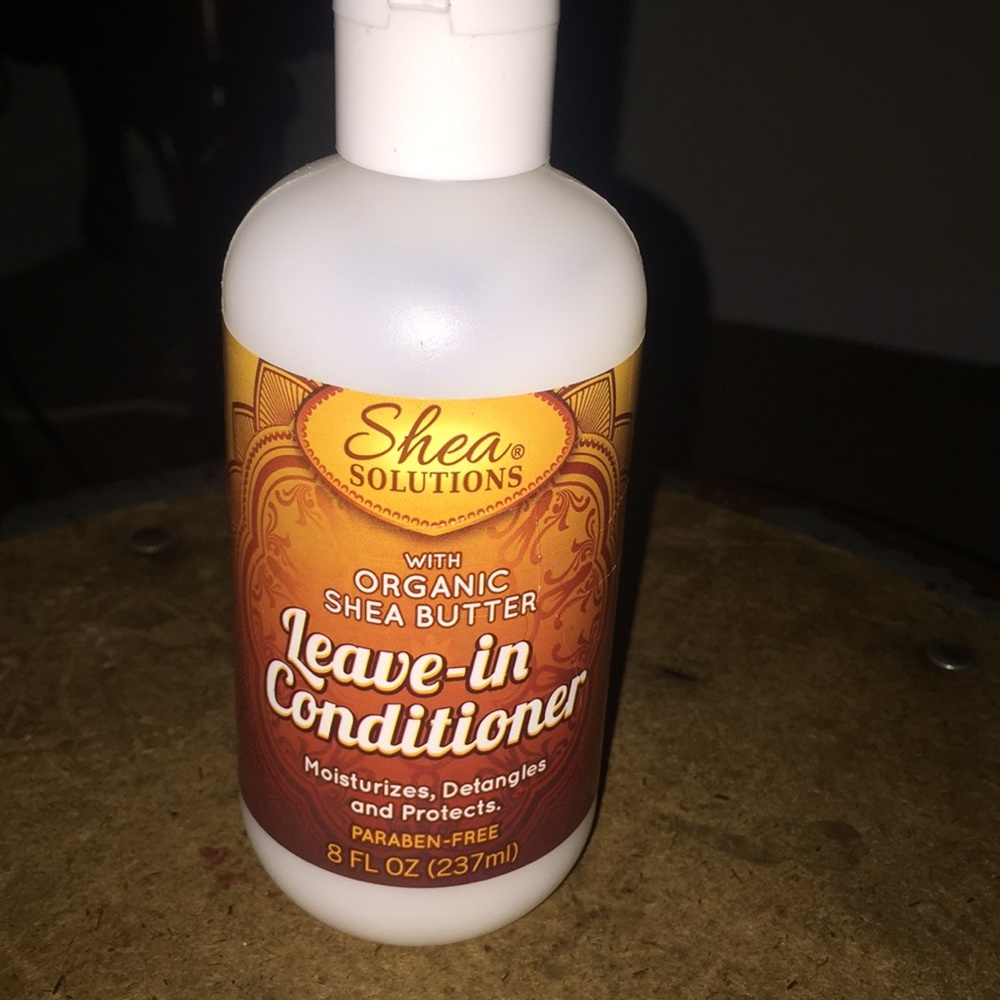 Shea®
SOLUTIONS
WITH
ORGANIC
SHEA BUTTER
Leave-in
Conditioner
Moisturizes, Detangles
and Protects.
PARABEN-FREE
8 FL OZ (237ml)